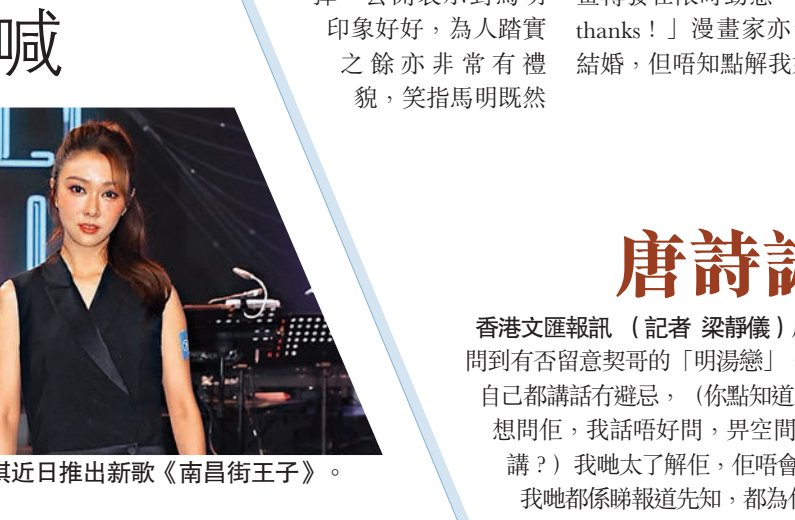 喊
印象好好，為人踏實
之餘亦非常有禮
貌，笑指馬明既然
thanks！」漫畫家亦
結婚，但唔知點解我
近日推出新歌《南昌街王子》。
唐詩
香港文匯報訊 （記者 梁靜儀）
問到有否留意契哥的「明湯戀」
自己都講話冇避忌，（你點知道
想問佢，我話唔好問，畀空間
講？）我哋太了解佢，佢唔會
我哋都係睇報道先知，都為